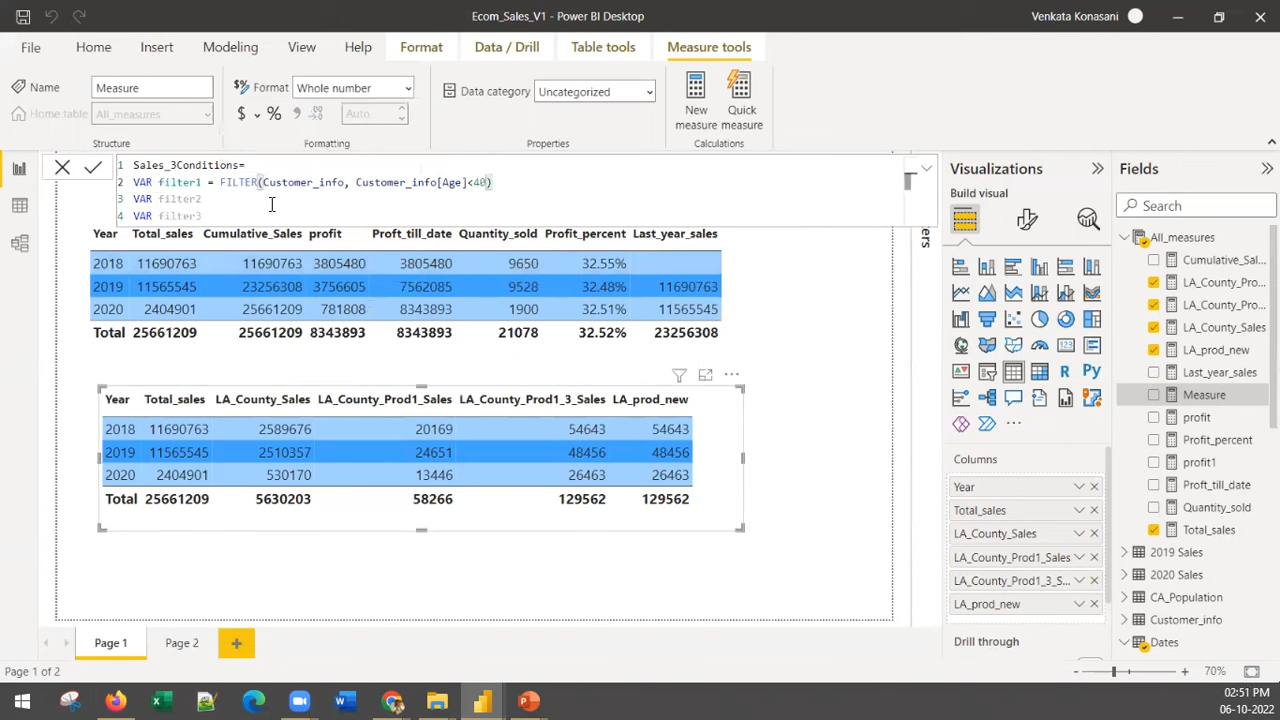 Ecom_Sales_V1 - Power BI Desktop
Venkata Konasani
File Home Insert Modeling View Help Format Data / Drill Table tools Measure tools
Name Measure
Home table All_measures
Structure
Format Whole number
$ % , Auto
Formatting
Data category Uncategorized
Properties
New measure
Quick measure
Calculations
1 Sales_3Conditions=
2 VAR filter1 = FILTER(Customer_info, Customer_info[Age]<40)
3 VAR filter2
4 VAR filter3
Year Total_sales Cumulative_Sales profit Proft_till_date Quantity_sold Profit_percent Last_year_sales
2018 11690763 11690763 3805480 3805480 9650 32.55%
2019 11565545 23256308 3756605 7562085 9528 32.48% 11690763
2020 2404901 25661209 781808 8343893 1900 32.51% 11565545
Total 25661209 25661209 8343893 8343893 21078 32.52% 23256308
Year Total_sales LA_County_Sales LA_County_Prod1_Sales LA_County_Prod1_3_Sales LA_prod_new
2018 11690763 2589676 20169 54643 54643
2019 11565545 2510357 24651 48456 48456
2020 2404901 530170 13446 26463 26463
Total 25661209 5630203 58266 129562 129562
Page 1
Page 2
Page 1 of 2
ers
Visualizations
Build visual
R Py
Columns
Year
Total_sales
LA_County_Sales
LA_County_Prod1_Sales
LA_County_Prod1_3_S...
LA_prod_new
Drill through
Fields
Search
All_measures
Cumulative_Sal...
LA_County_Pro...
LA_County_Pro...
LA_County_Sales
LA_prod_new
Last_year_sales
Measure
profit
Profit_percent
profit1
Proft_till_date
Quantity_sold
Total_sales
2019 Sales
2020 Sales
CA_Population
Customer_info
Dates
70%
02:51 PM
06-10-2022